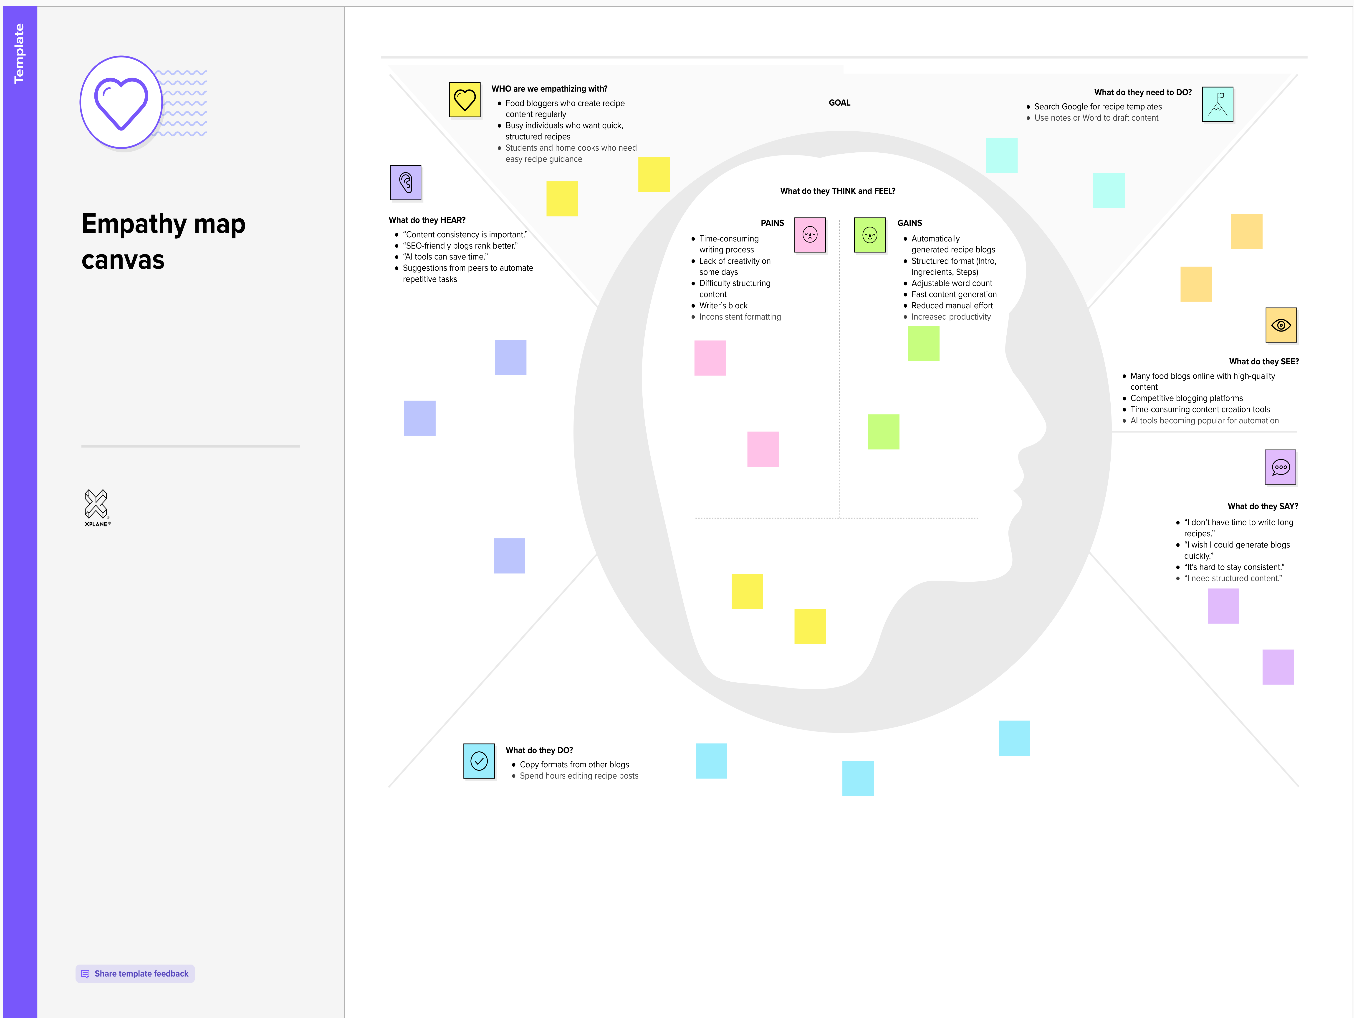 Template
Empathy map
canvas
XPLANE
Share template feedback
WHO are we empathizing with?
• Food bloggers who create recipe
content regularly
• Busy individuals who want quick,
structured recipes
• Students and home cooks who need
easy recipe guidance
GOAL
What do they need to DO?
• Search Google for recipe templates
• Use notes or Word to draft content
What do they HEAR?
• "Content consistency is important."
• "SEO-friendly blogs rank better."
• "AI tools can save time."
• Suggestions from peers to automate
repetitive tasks
What do they THINK and FEEL?
PAINS
• Time-consuming
writing process
• Lack of creativity on
some days
• Difficulty structuring
content
• Writer's block
• Inconsistent formatting
GAINS
• Automatically
generated recipe blogs
• Structured format (Intro,
Ingredients, Steps)
• Adjustable word count
• Fast content generation
• Reduced manual effort
• Increased productivity
What do they SEE?
• Many food blogs online with high-quality
content
• Competitive blogging platforms
• Time-consuming content creation tools
• AI tools becoming popular for automation
What do they SAY?
• "I don't have time to write long
recipes."
• "I wish I could generate blogs
quickly."
• "It's hard to stay consistent."
• "I need structured content."
What do they DO?
• Copy formats from other blogs
• Spend hours editing recipe posts